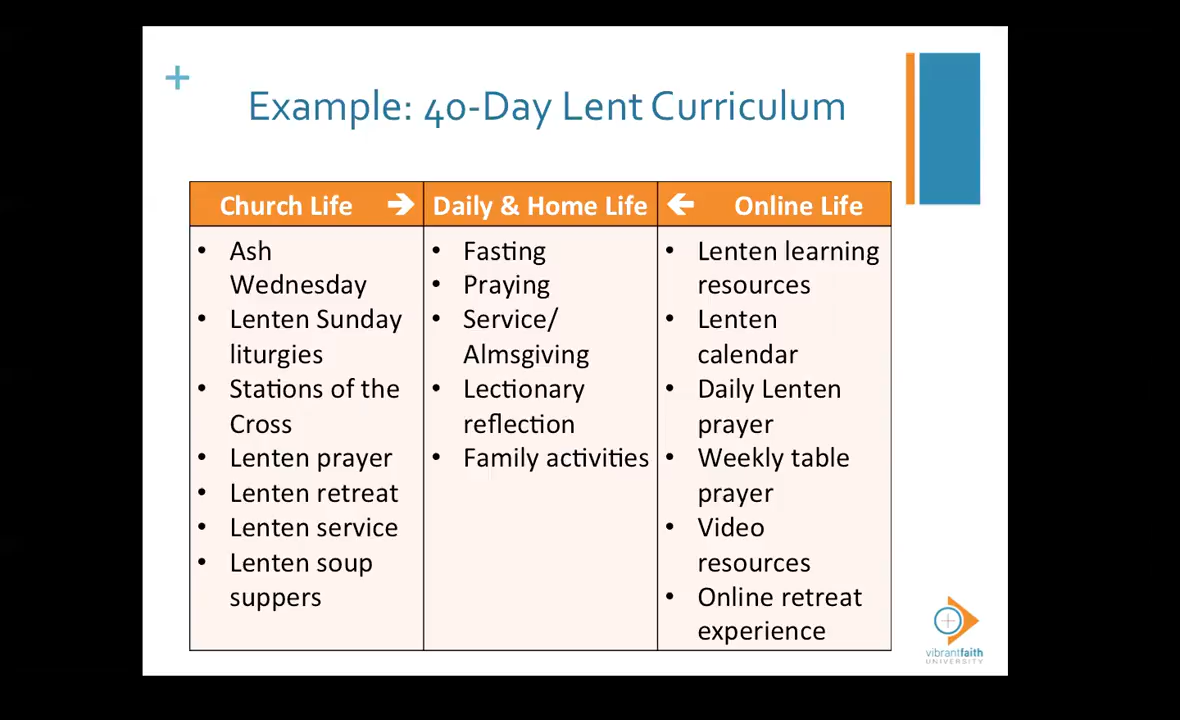 +
Example: 40-Day Lent Curriculum
Church Life → Daily & Home Life ← Online Life
• Ash
Wednesday
• Lenten Sunday
liturgies
• Stations of the
Cross
• Lenten prayer
• Lenten retreat
• Lenten service
• Lenten soup
suppers
• Fasting
• Praying
• Service/
Almsgiving
• Lectionary
reflection
• Family activities
• Lenten learning
resources
• Lenten
calendar
• Daily Lenten
prayer
• Weekly table
prayer
• Video
resources
• Online retreat
experience
vibrantfaith
UNIVERSITY